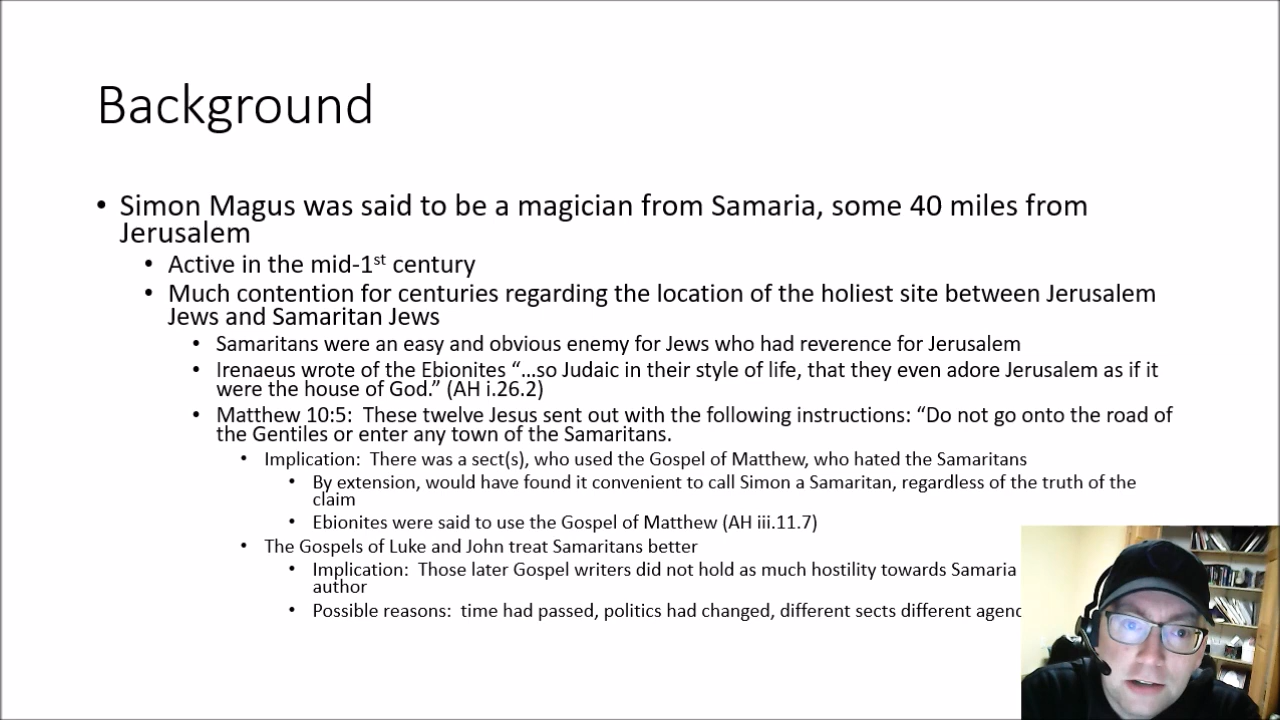 Background
• Simon Magus was said to be a magician from Samaria, some 40 miles from
Jerusalem
• Active in the mid-1st century
• Much contention for centuries regarding the location of the holiest site between Jerusalem
Jews and Samaritan Jews
• Samaritans were an easy and obvious enemy for Jews who had reverence for Jerusalem
• Irenaeus wrote of the Ebionites “…so Judaic in their style of life, that they even adore Jerusalem as if it
were the house of God.” (AH i.26.2)
• Matthew 10:5: These twelve Jesus sent out with the following instructions: “Do not go onto the road of
the Gentiles or enter any town of the Samaritans.
• Implication: There was a sect(s), who used the Gospel of Matthew, who hated the Samaritans
• By extension, would have found it convenient to call Simon a Samaritan, regardless of the truth of the
claim
• Ebionites were said to use the Gospel of Matthew (AH iii.11.7)
• The Gospels of Luke and John treat Samaritans better
• Implication: Those later Gospel writers did not hold as much hostility towards Samaria
author
• Possible reasons: time had passed, politics had changed, different sects different